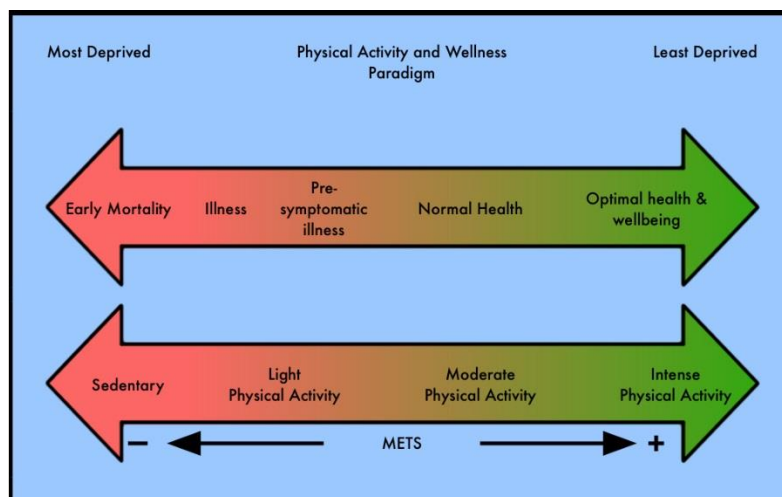 Most Deprived
Physical Activity and Wellness
Paradigm
Least Deprived
Early Mortality
Illness
Pre-
symptomatic
illness
Normal Health
Optimal health &
wellbeing
Sedentary
Light
Physical Activity
Moderate
Physical Activity
Intense
Physical Activity
− METS +